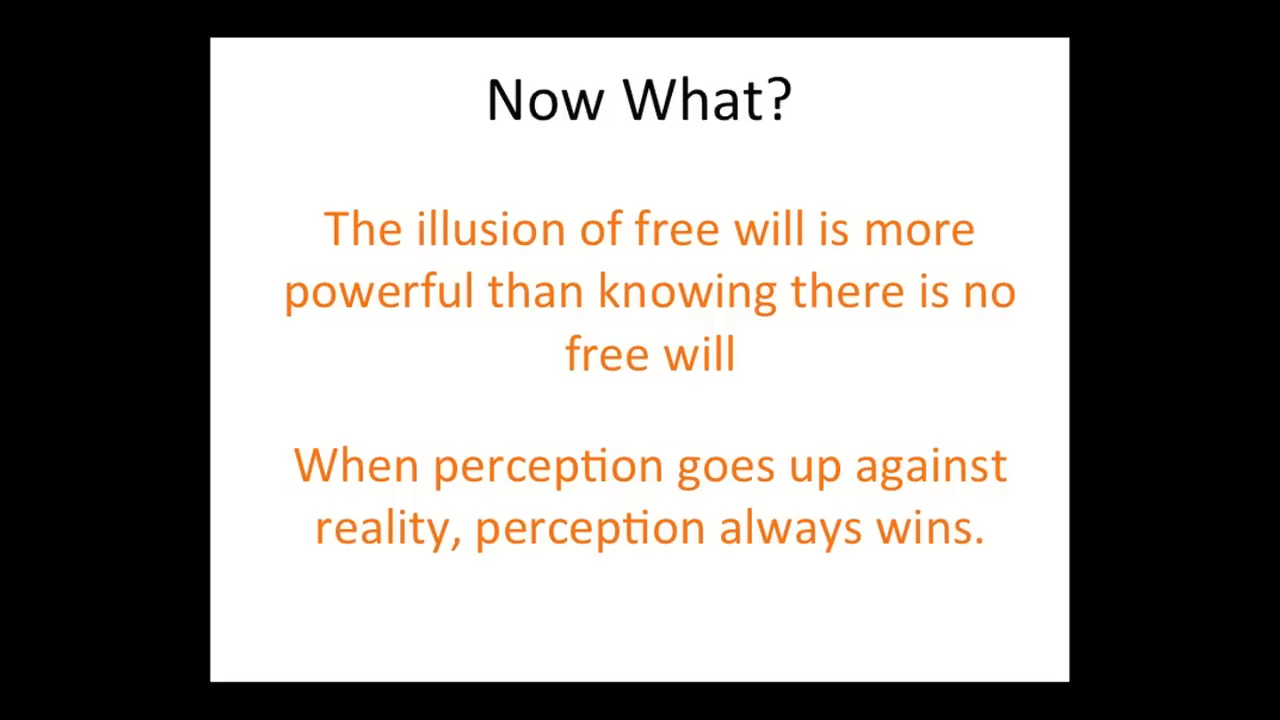 Now What?
The illusion of free will is more
powerful than knowing there is no
free will
When perception goes up against
reality, perception always wins.